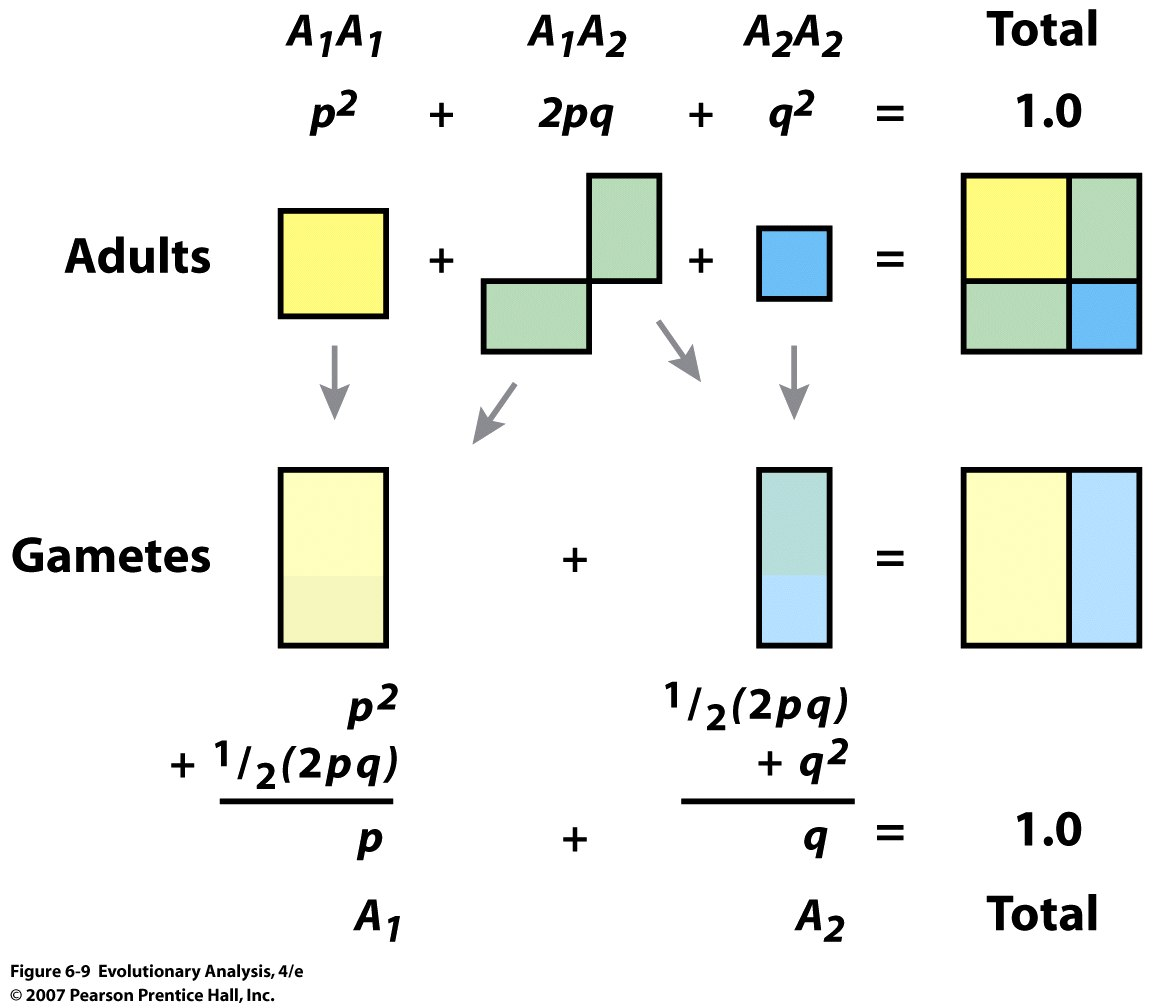 A₁A₁ A₁A₂ A₂A₂ Total
p² + 2pq + q² = 1.0
Adults + + =
Gametes + =
p² ¹/₂(2pq)
+ ¹/₂(2pq) + q²
p + q = 1.0
A₁ A₂ Total
Figure 6-9 Evolutionary Analysis, 4/e
© 2007 Pearson Prentice Hall, Inc.